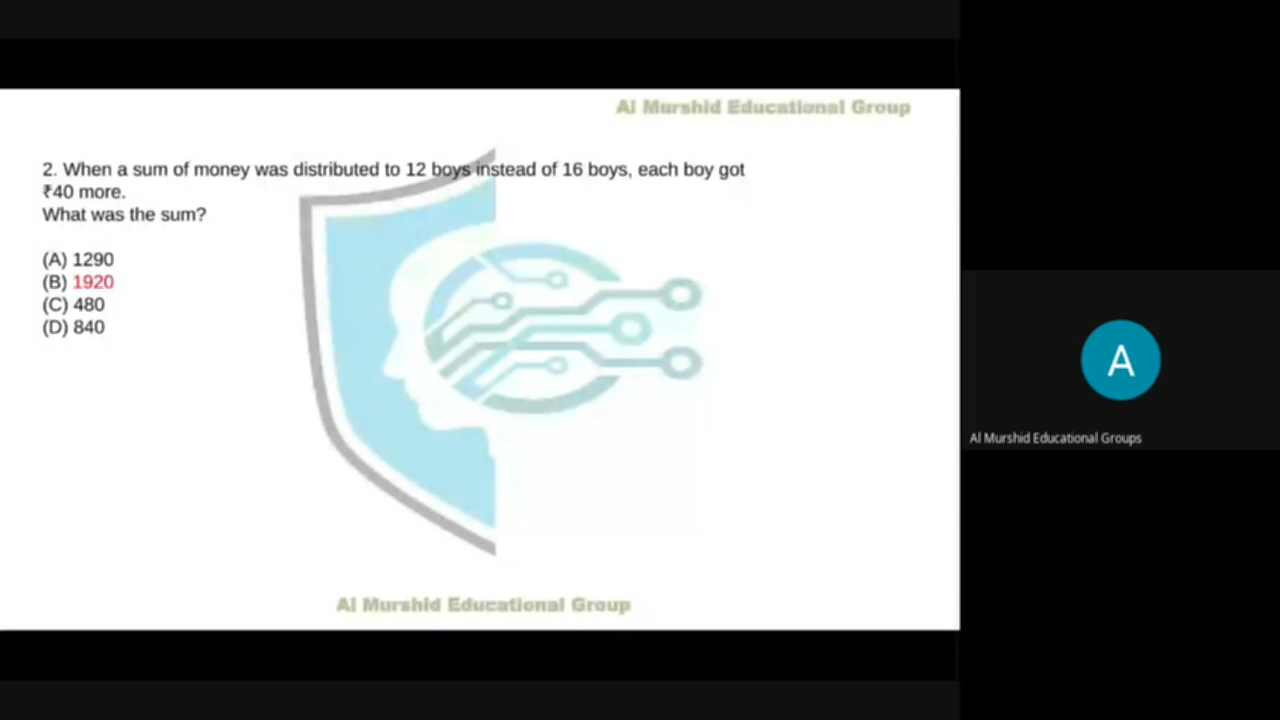 Al Murshid Educational Group
2. When a sum of money was distributed to 12 boys instead of 16 boys, each boy got
₹40 more.
What was the sum?
(A) 1290
(B) 1920
(C) 480
(D) 840
A
Al Murshid Educational Groups
Al Murshid Educational Group